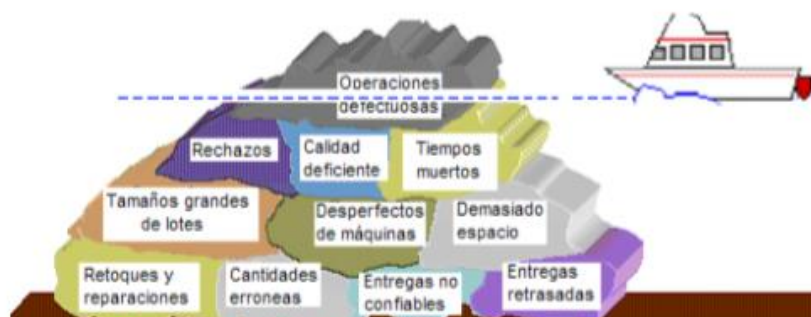 Operaciones
defectuosas
Rechazos
Calidad
deficiente
Tiempos
muertos
Tamaños grandes
de lotes
Desperfectos
de máquinas
Demasiado
espacio
Retoques y
reparaciones
Cantidades
erroneas
Entregas no
confiables
Entregas
retrasadas